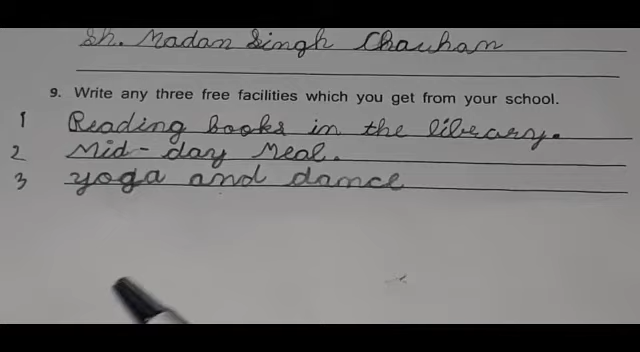 Sh. Madan Singh Chauhan
9. Write any three free facilities which you get from your school.
1 Reading books in the library.
2 Mid-day Meal.
3 yoga and dance